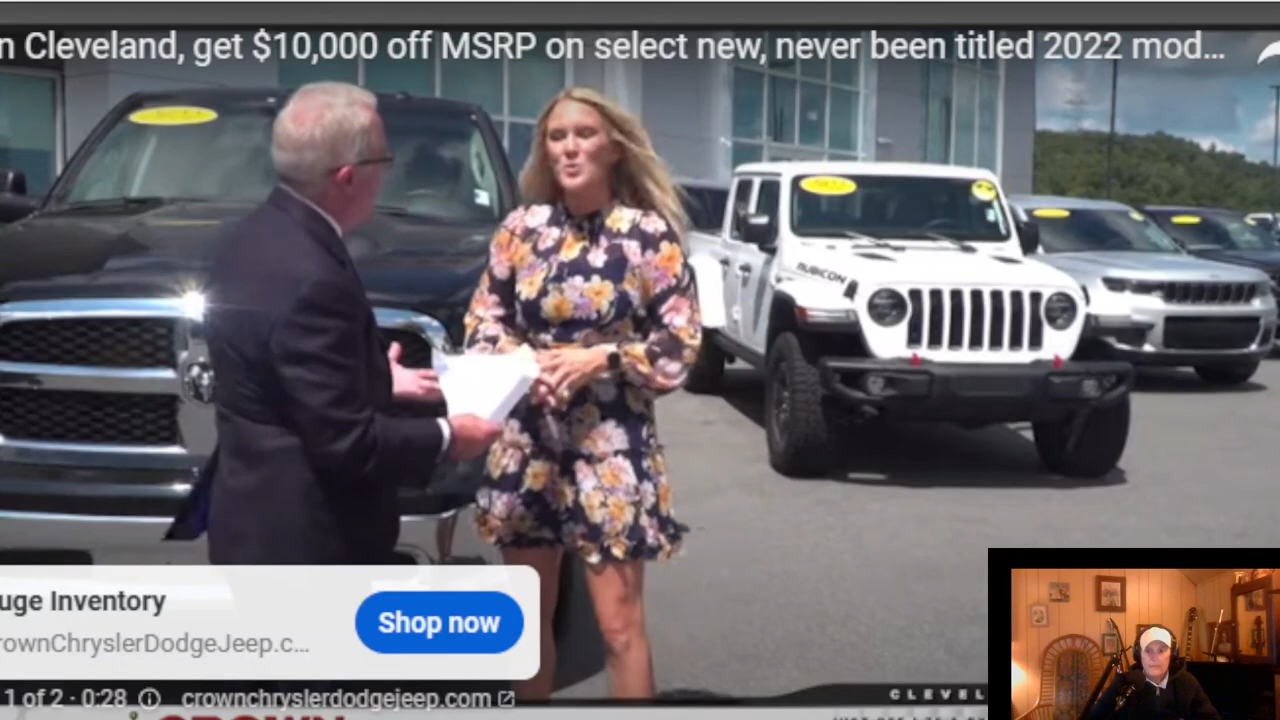 n Cleveland, get $10,000 off MSRP on select new, never been titled 2022 mod...
RUBICON
uge Inventory
rownChryslerDodgeJeep.c...
Shop now
1 of 2 · 0:28
crownchryslerdodgejeep.com
CLEVEL
CROWN